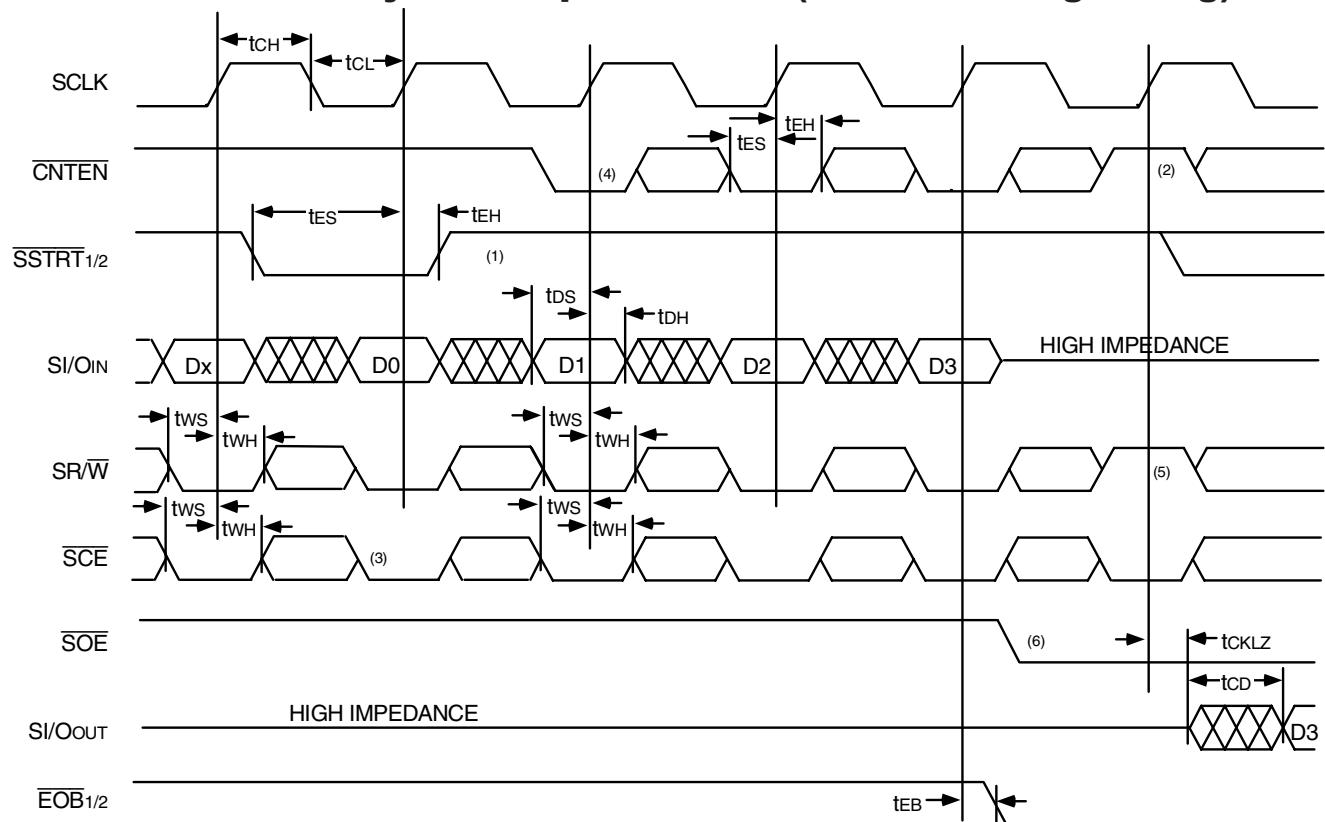 tCH
tCL
SCLK
tEH
tES
CNTEN
(4)
(2)
tES
tEH
SSTRT1/2
(1)
tDS
tDH
SI/OIN
Dx
D0
D1
D2
D3
HIGH IMPEDANCE
tWS
tWH
tWS
tWH
SR/W
(5)
tWS
tWH
tWS
tWH
SCE
(3)
SOE
(6)
tCKLZ
tCD
SI/OOUT
HIGH IMPEDANCE
D3
EOB1/2
tEB